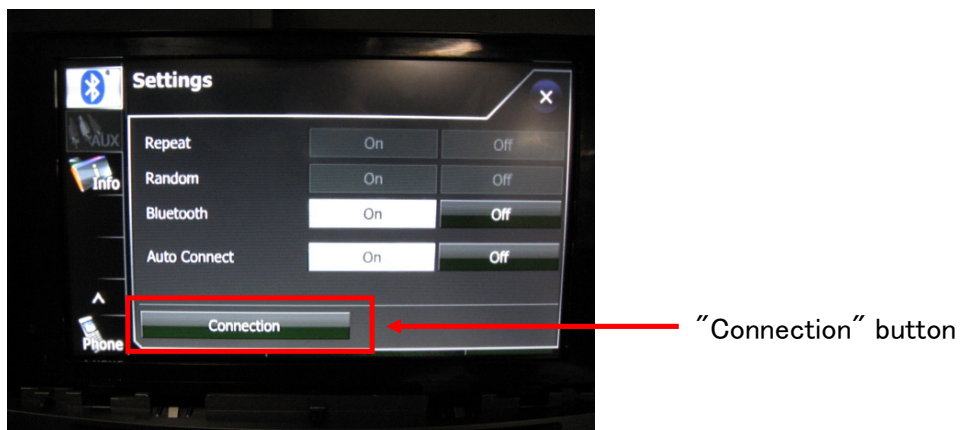 Settings
AUX
Info
Phone
Repeat On Off
Random On Off
Bluetooth On Off
Auto Connect On Off
Connection
"Connection" button